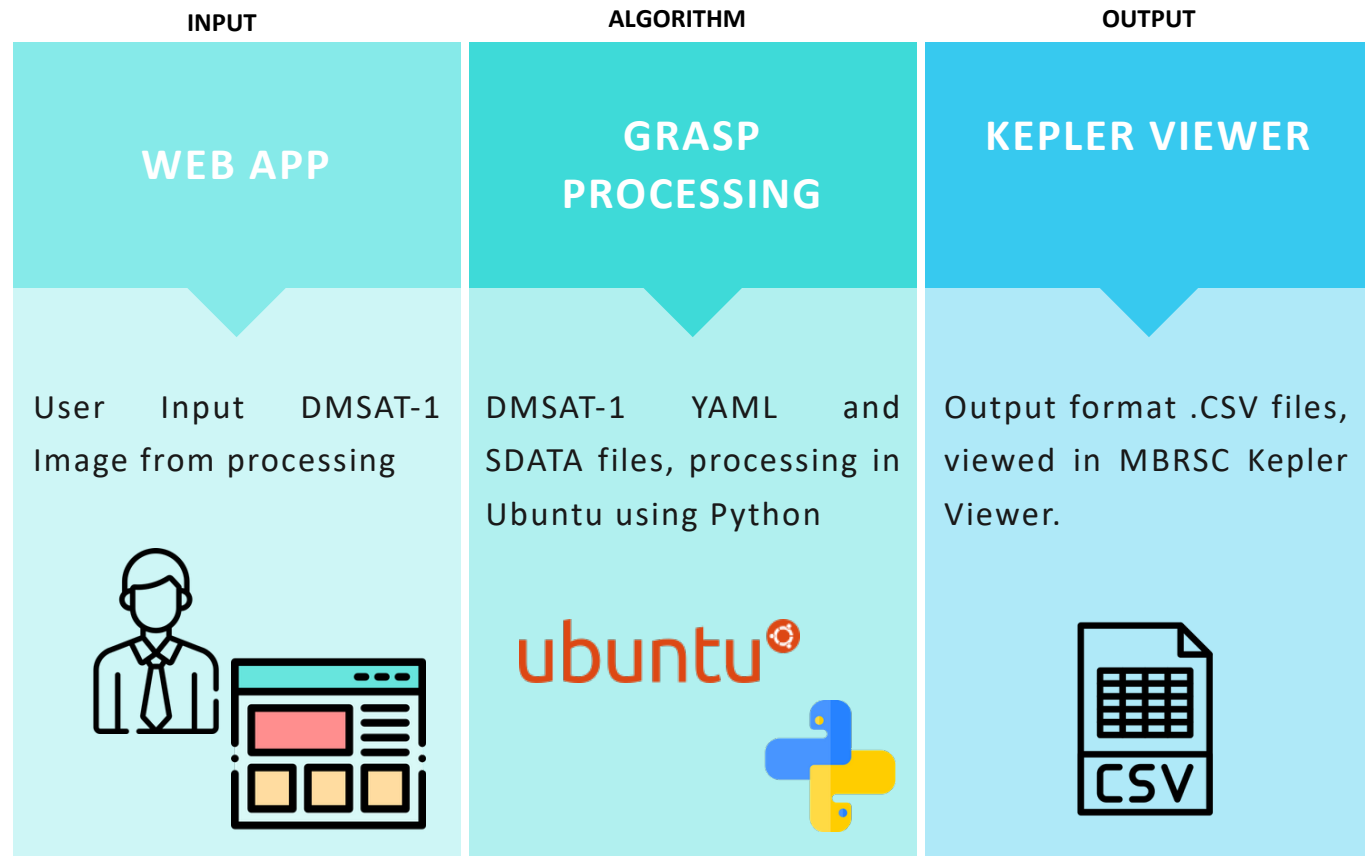 INPUT
WEB APP
User Input DMSAT-1
Image from processing
ALGORITHM
GRASP
PROCESSING
DMSAT-1 YAML and
SDATA files, processing in
Ubuntu using Python
ubuntu
OUTPUT
KEPLER VIEWER
Output format .CSV files,
viewed in MBRSC Kepler
Viewer.
CSV